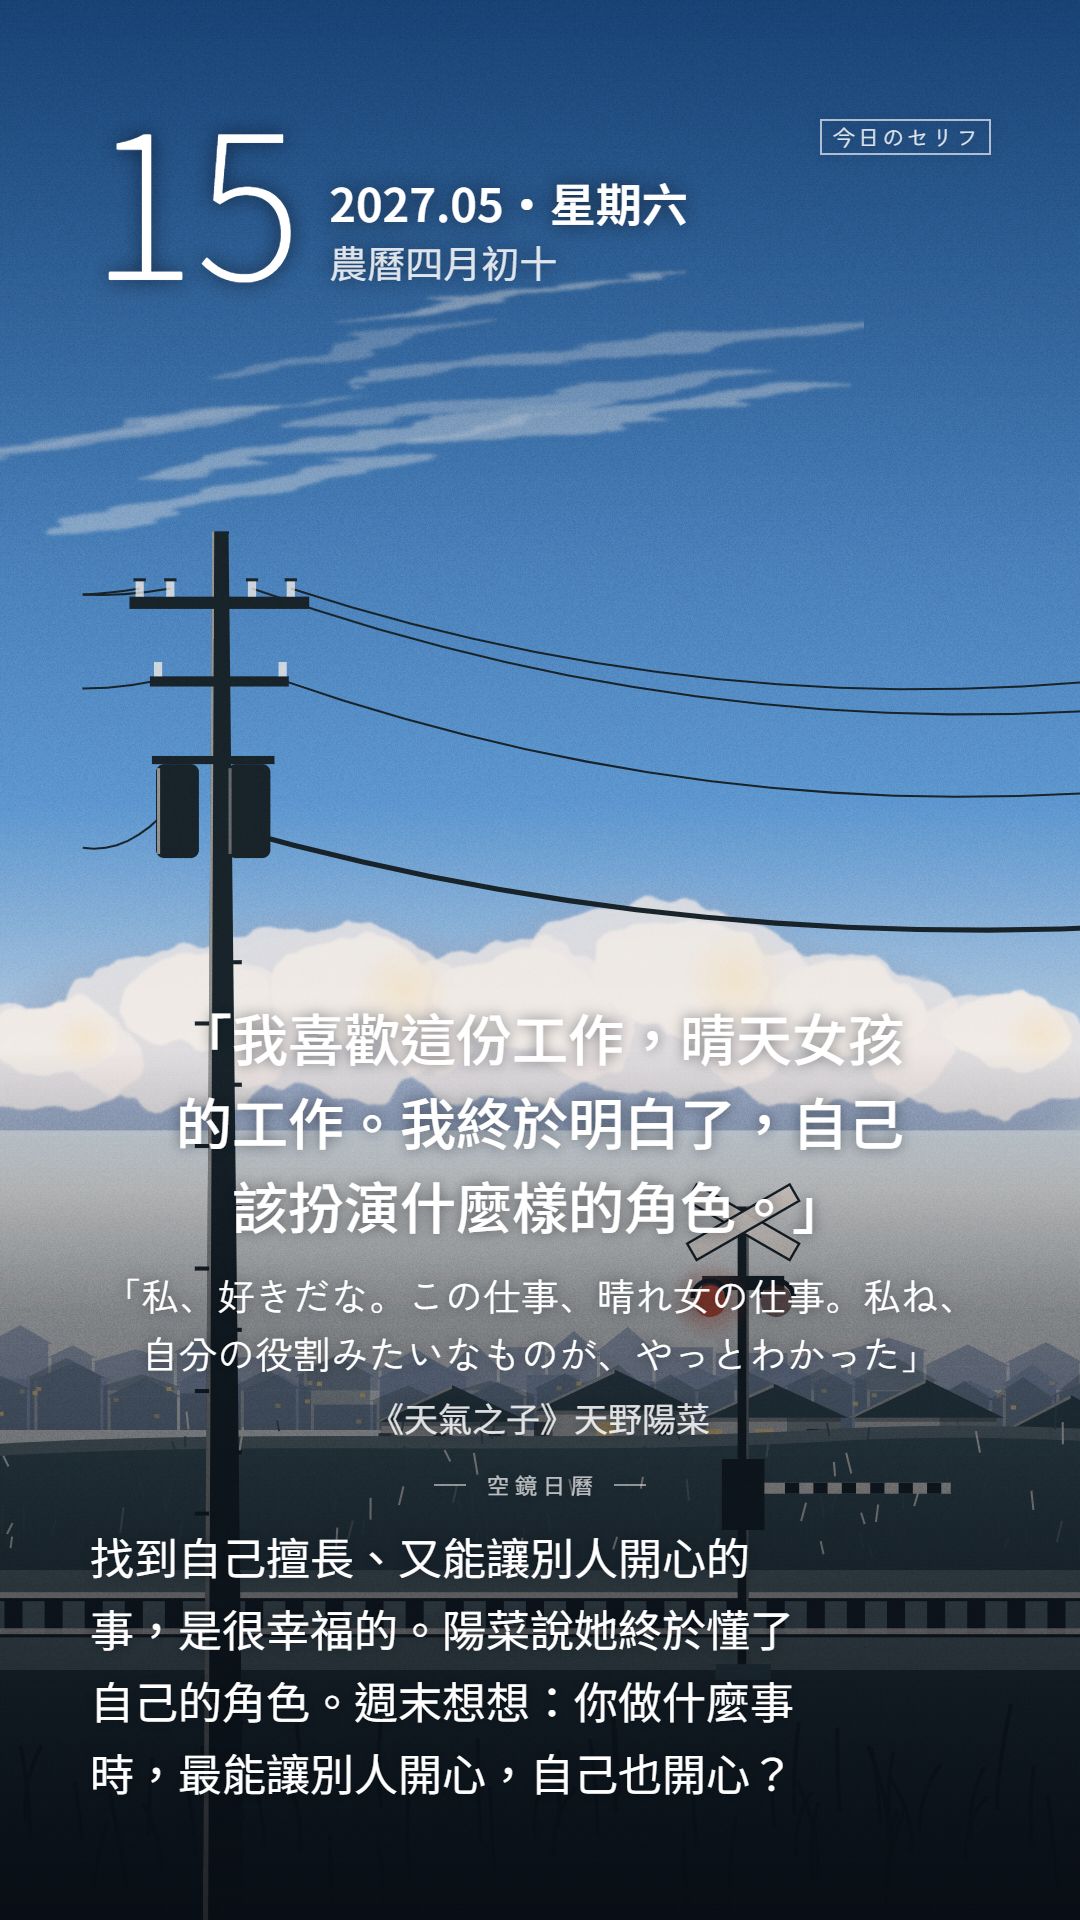 今日のセリフ
15
2027.05・星期六
農曆四月初十
「我喜歡這份工作，晴天女孩
的工作。我終於明白了，自己
該扮演什麼樣的角色。」
「私、好きだな。この仕事、晴れ女の仕事。私ね、
自分の役割みたいなものが、やっとわかった」
《天氣之子》天野陽菜
空鏡日曆
找到自己擅長、又能讓別人開心的
事，是很幸福的。陽菜說她終於懂了
自己的角色。週末想想：你做什麼事
時，最能讓別人開心，自己也開心？